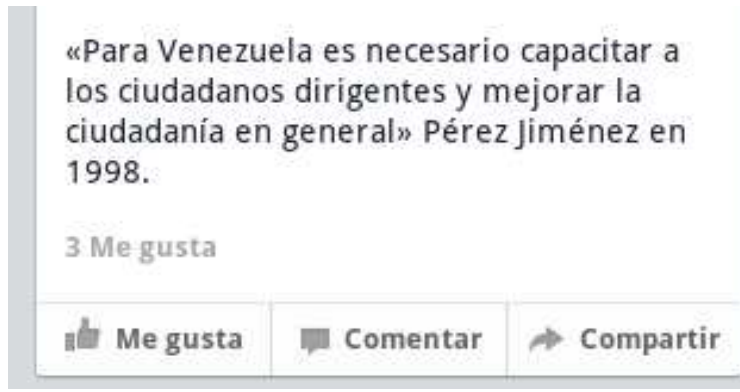 «Para Venezuela es necesario capacitar a
los ciudadanos dirigentes y mejorar la
ciudadanía en general» Pérez Jiménez en
1998.
3 Me gusta
Me gusta Comentar Compartir